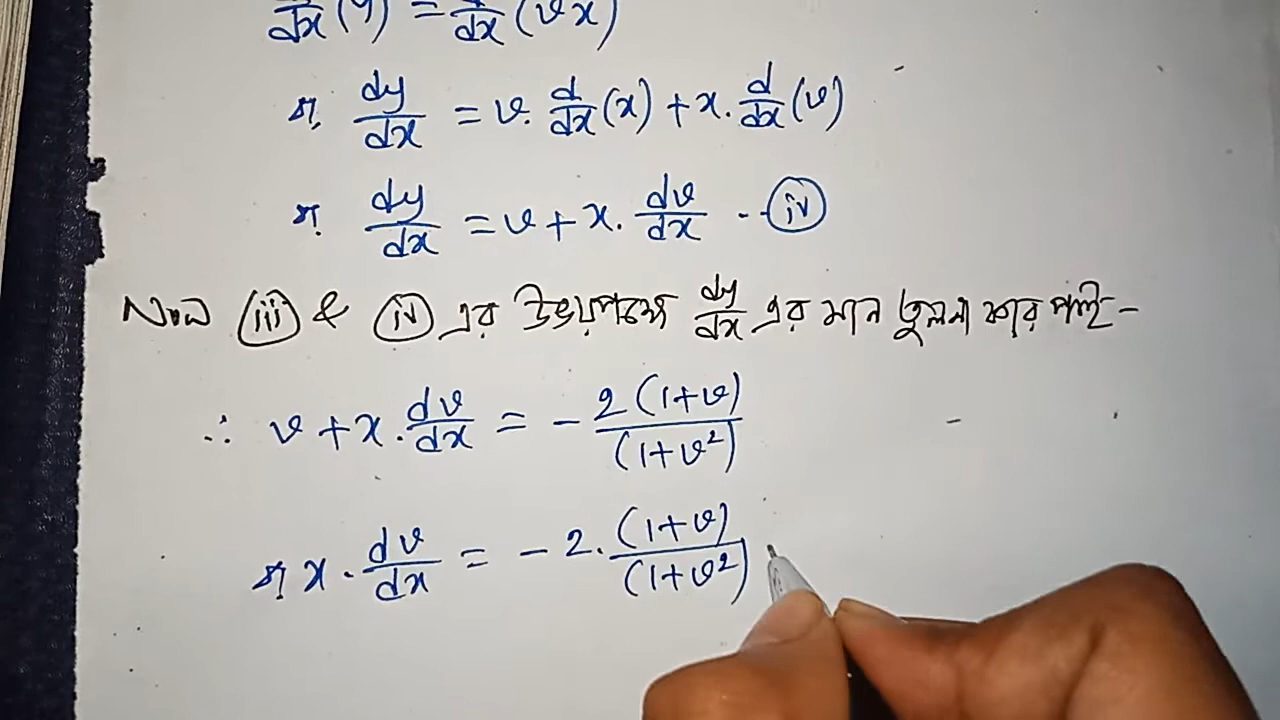 d/dx (y) = d/dx (vx)
বা, dy/dx = v. d/dx (x) + x. d/dx (v)
বা, dy/dx = v + x. dv/dx -- (iv)
Now (iii) & (iv) এর উভয়পক্ষে dy/dx এর মান তুলনা করে পাই-
∴ v + x. dv/dx = - 2(1+v)/(1+v²)
বা x. dv/dx = - 2. (1+v)/(1+v²)